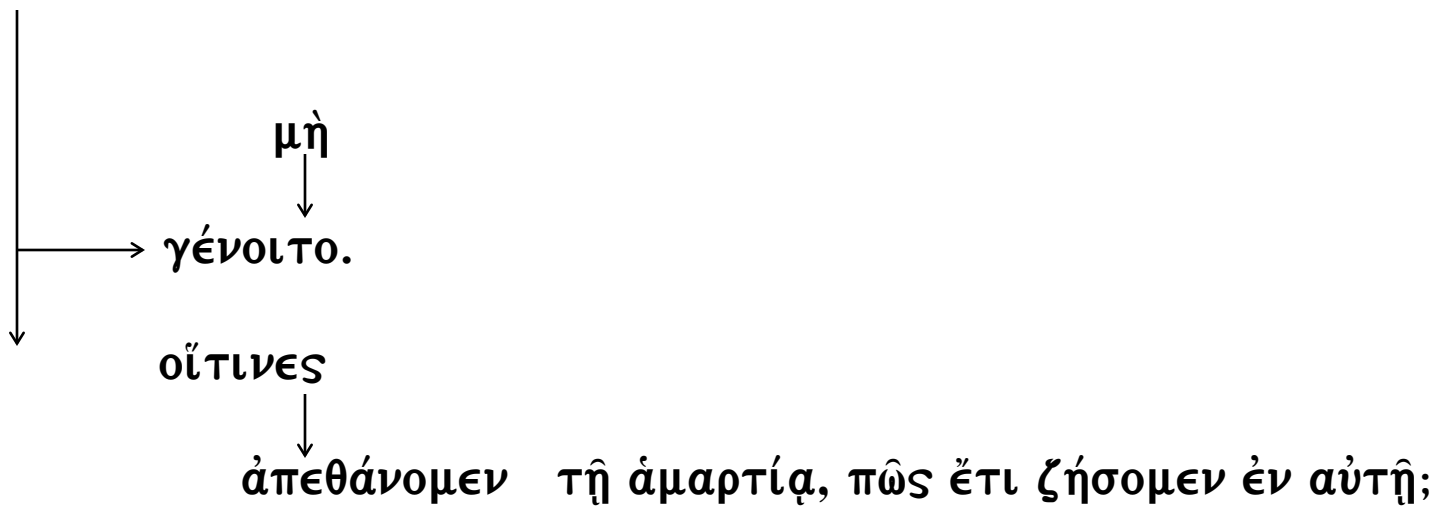 μὴ
γένοιτο.
οἵτινες
ἀπεθάνομεν τῇ ἁμαρτίᾳ, πῶς ἔτι ζήσομεν ἐν αὐτῇ;